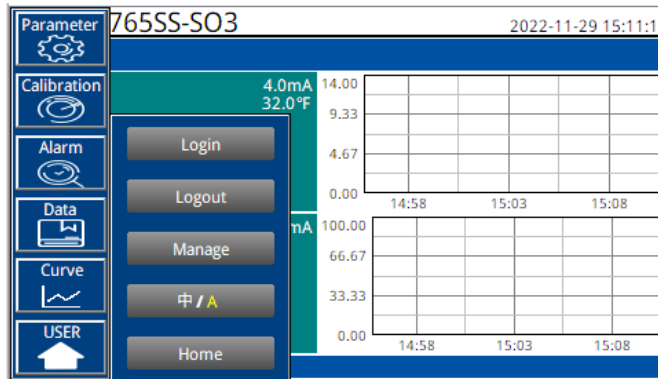 Parameter
765SS-SO3
2022-11-29 15:11:1
Calibration
4.0mA
32.0°F
14.00
9.33
4.67
0.00
14:58
15:03
15:08
Alarm
Data
Curve
USER
Login
Logout
Manage
中/A
Home
mA
100.00
66.67
33.33
0.00
14:58
15:03
15:08